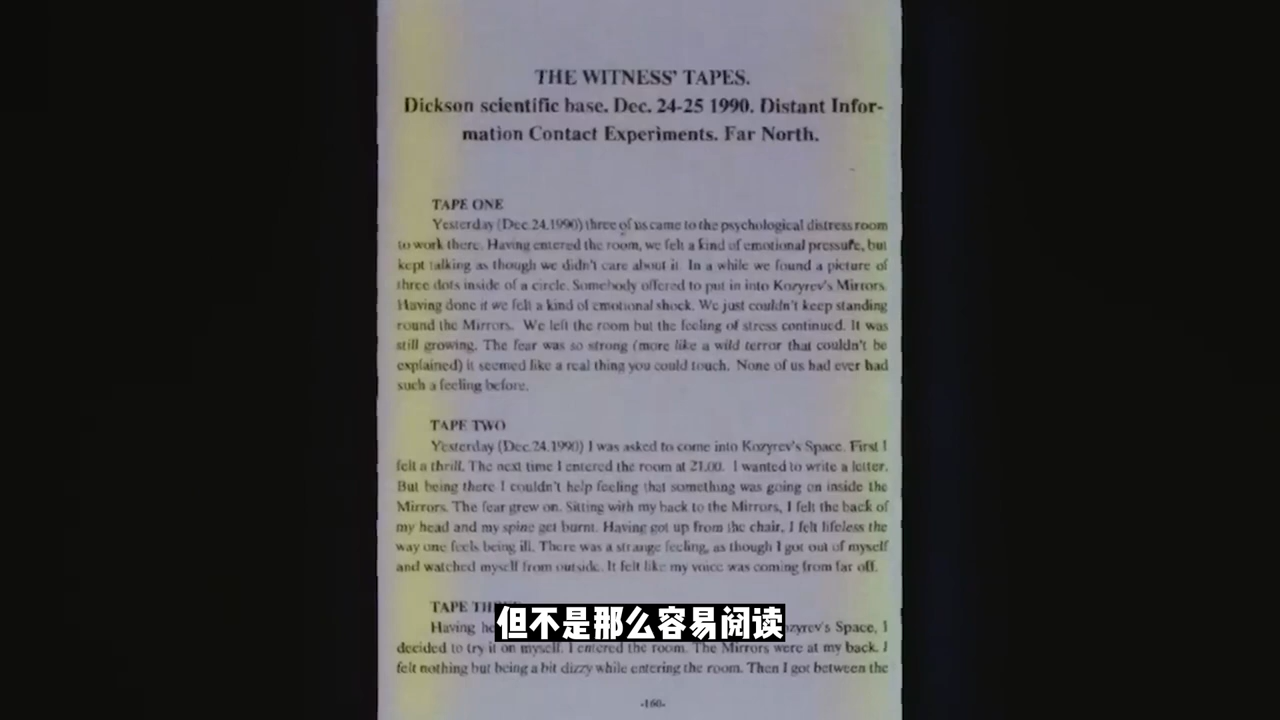 THE WITNESS' TAPES.
Dickson scientific base. Dec. 24-25 1990. Distant Infor-
mation Contact Experiments. Far North.
TAPE ONE
Yesterday (Dec.24.1990) three of us came to the psychological distress room
to work there. Having entered the room, we felt a kind of emotional pressure, but
kept talking as though we didn't care about it. In a while we found a picture of
three dots inside of a circle. Somebody offered to put in into Kozyrev's Mirrors.
Having done it we felt a kind of emotional shock. We just couldn't keep standing
round the Mirrors. We left the room but the feeling of stress continued. It was
still growing. The fear was so strong (more like a wild terror that couldn't be
explained) it seemed like a real thing you could touch. None of us had ever had
such a feeling before.
TAPE TWO
Yesterday (Dec.24.1990) I was asked to come into Kozyrev's Space. First I
felt a thrill. The next time I entered the room at 21.00. I wanted to write a letter.
But being there I couldn't help feeling that something was going on inside the
Mirrors. The fear grew on. Sitting with my back to the Mirrors, I felt the back of
my head and my spine get burnt. Having got up from the chair, I felt lifeless the
way one feels being ill. There was a strange feeling, as though I got out of myself
and watched myself from outside. It felt like my voice was coming from far off.
TAPE
但不是那么容易阅读
Having Space, I
decided to try it on myself. I entered the room. The Mirrors were at my back. I
felt nothing but being a bit dizzy while entering the room. Then I got between the
-160-